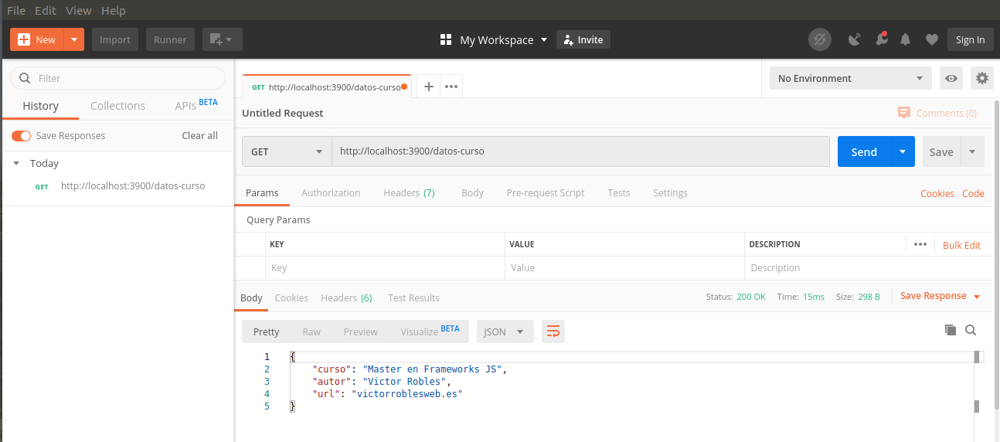 File Edit View Help
New Import Runner My Workspace Invite Sign In
Filter
History Collections APIs BETA
Save Responses Clear all
Today
GET http://localhost:3900/datos-curso
GET http://localhost:3900/datos-curso
No Environment
Untitled Request Comments (0)
GET http://localhost:3900/datos-curso Send Save
Params Authorization Headers (7) Body Pre-request Script Tests Settings Cookies Code
Query Params
KEY VALUE DESCRIPTION Bulk Edit
Key Value Description
Body Cookies Headers (6) Test Results Status: 200 OK Time: 15ms Size: 298 B Save Response
Pretty Raw Preview Visualize BETA JSON
1 {
2 "curso": "Master en Frameworks JS",
3 "autor": "Victor Robles",
4 "url": "victorroblesweb.es"
5 }